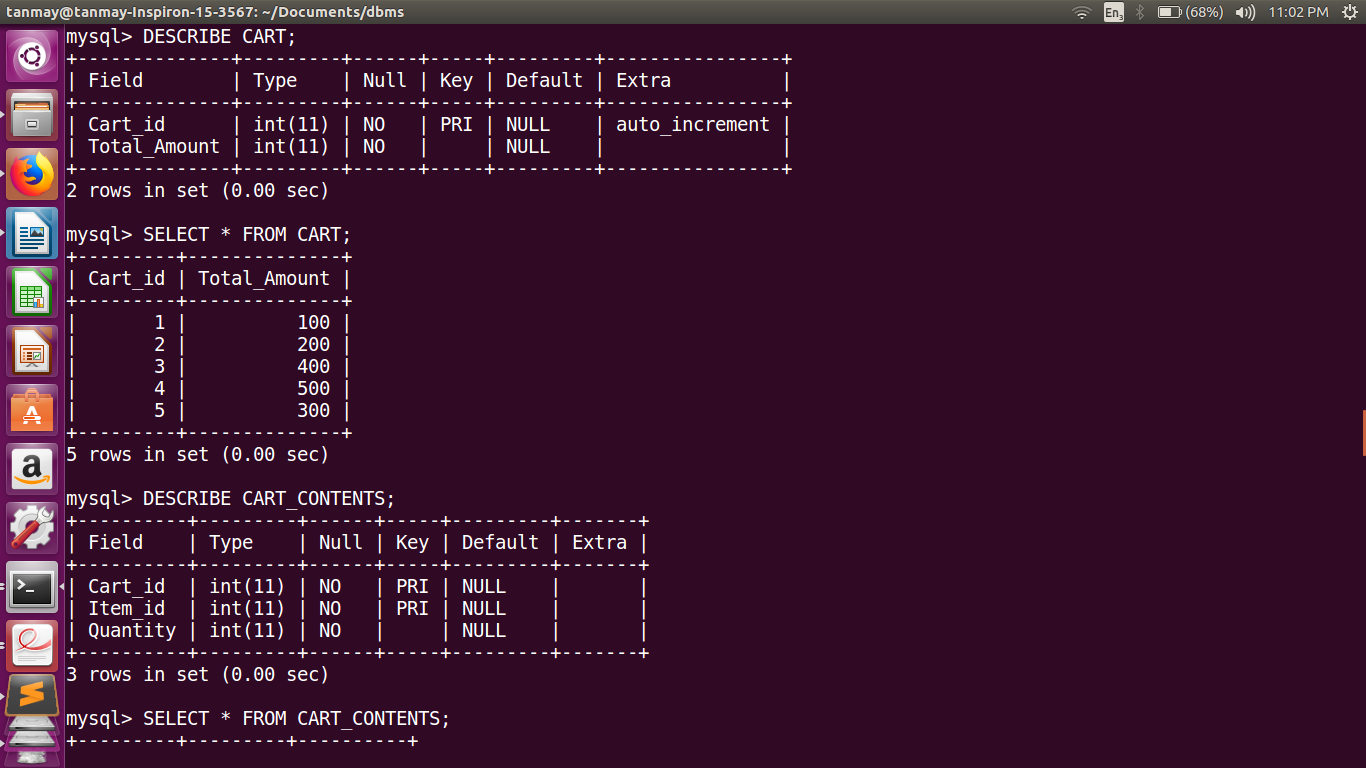 tanmay@tanmay-Inspiron-15-3567: ~/Documents/dbms En3 (68%) 11:02 PM
mysql> DESCRIBE CART;
+--------------+---------+------+-----+---------+----------------+
| Field        | Type    | Null | Key | Default | Extra          |
+--------------+---------+------+-----+---------+----------------+
| Cart_id      | int(11) | NO   | PRI | NULL    | auto_increment |
| Total_Amount | int(11) | NO   |     | NULL    |                |
+--------------+---------+------+-----+---------+----------------+
2 rows in set (0.00 sec)
mysql> SELECT * FROM CART;
+---------+--------------+
| Cart_id | Total_Amount |
+---------+--------------+
|       1 |          100 |
|       2 |          200 |
|       3 |          400 |
|       4 |          500 |
|       5 |          300 |
+---------+--------------+
5 rows in set (0.00 sec)
mysql> DESCRIBE CART_CONTENTS;
+----------+---------+------+-----+---------+-------+
| Field    | Type    | Null | Key | Default | Extra |
+----------+---------+------+-----+---------+-------+
| Cart_id  | int(11) | NO   | PRI | NULL    |       |
| Item_id  | int(11) | NO   | PRI | NULL    |       |
| Quantity | int(11) | NO   |     | NULL    |       |
+----------+---------+------+-----+---------+-------+
3 rows in set (0.00 sec)
mysql> SELECT * FROM CART_CONTENTS;
+---------+---------+----------+